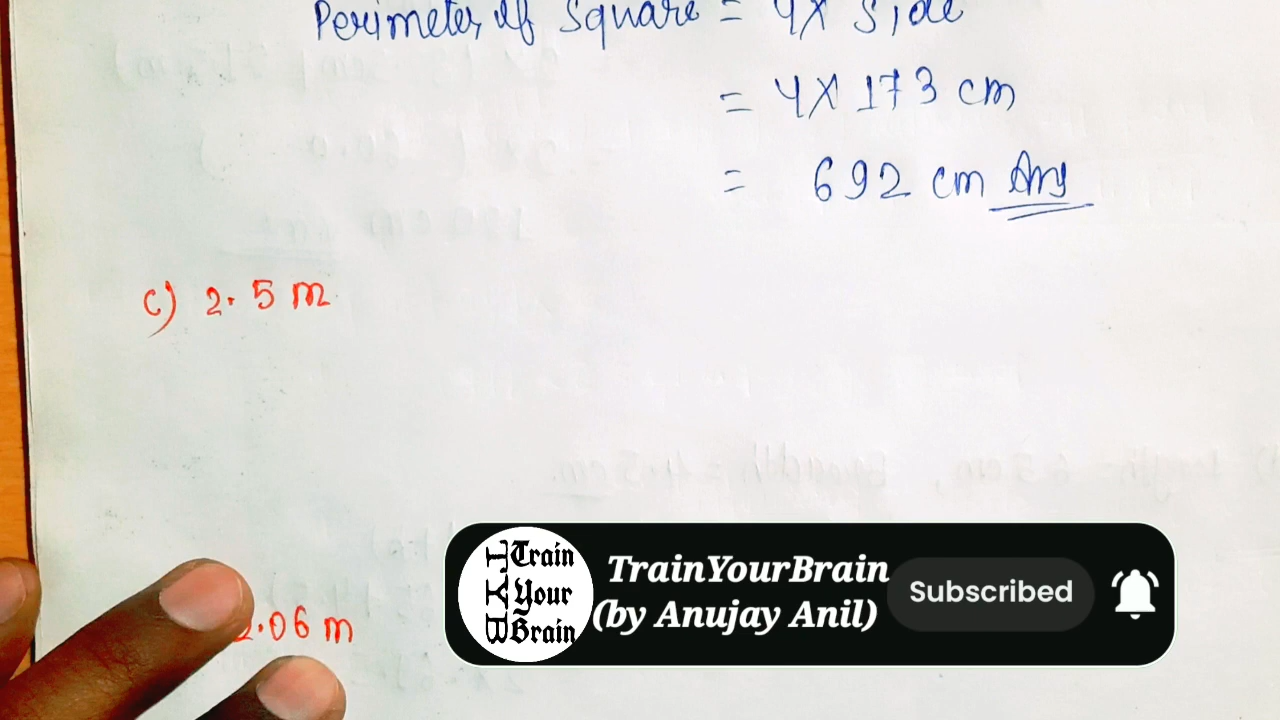 Perimeter of Square = 4X Side
= 4X 173 cm
= 692 cm Ans
c) 2.5 m
2.06 m
TYB
Train
Your
Brain
TrainYourBrain
(by Anujay Anil)
Subscribed